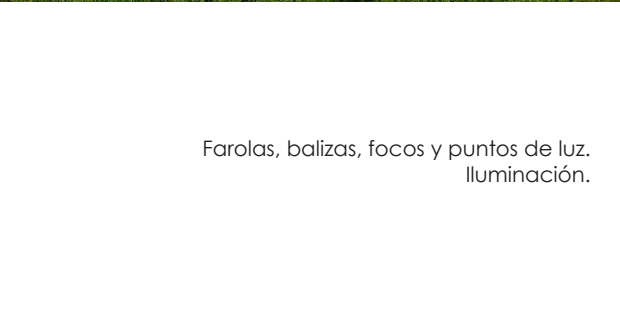 Farolas, balizas, focos y puntos de luz.
Iluminación.